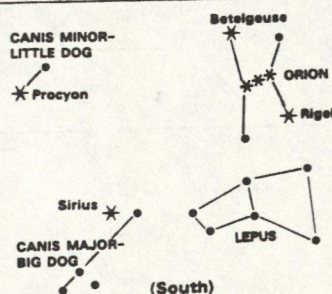 Betelgeuse
CANIS MINOR-
LITTLE DOG
ORION
Procyon
Rigel
Sirius
LEPUS
CANIS MAJOR-
BIG DOG
(South)